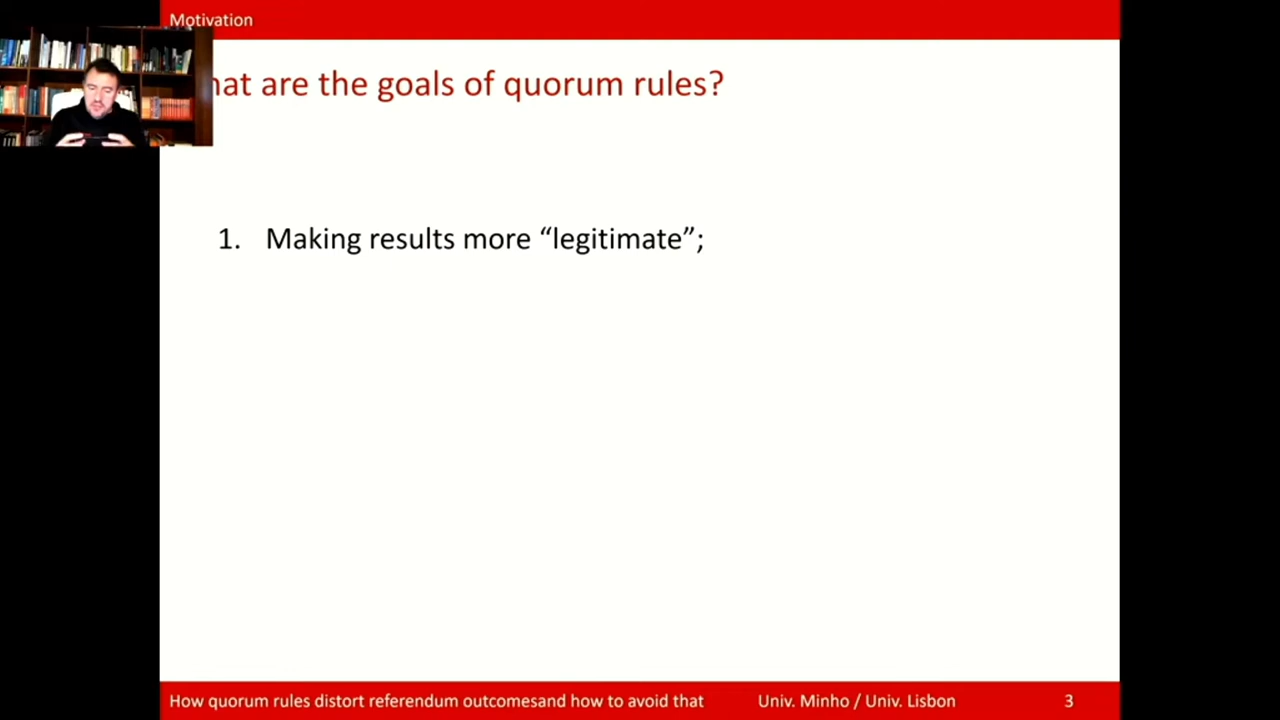 Motivation
hat are the goals of quorum rules?
1. Making results more “legitimate”;
How quorum rules distort referendum outcomesand how to avoid that Univ. Minho / Univ. Lisbon 3